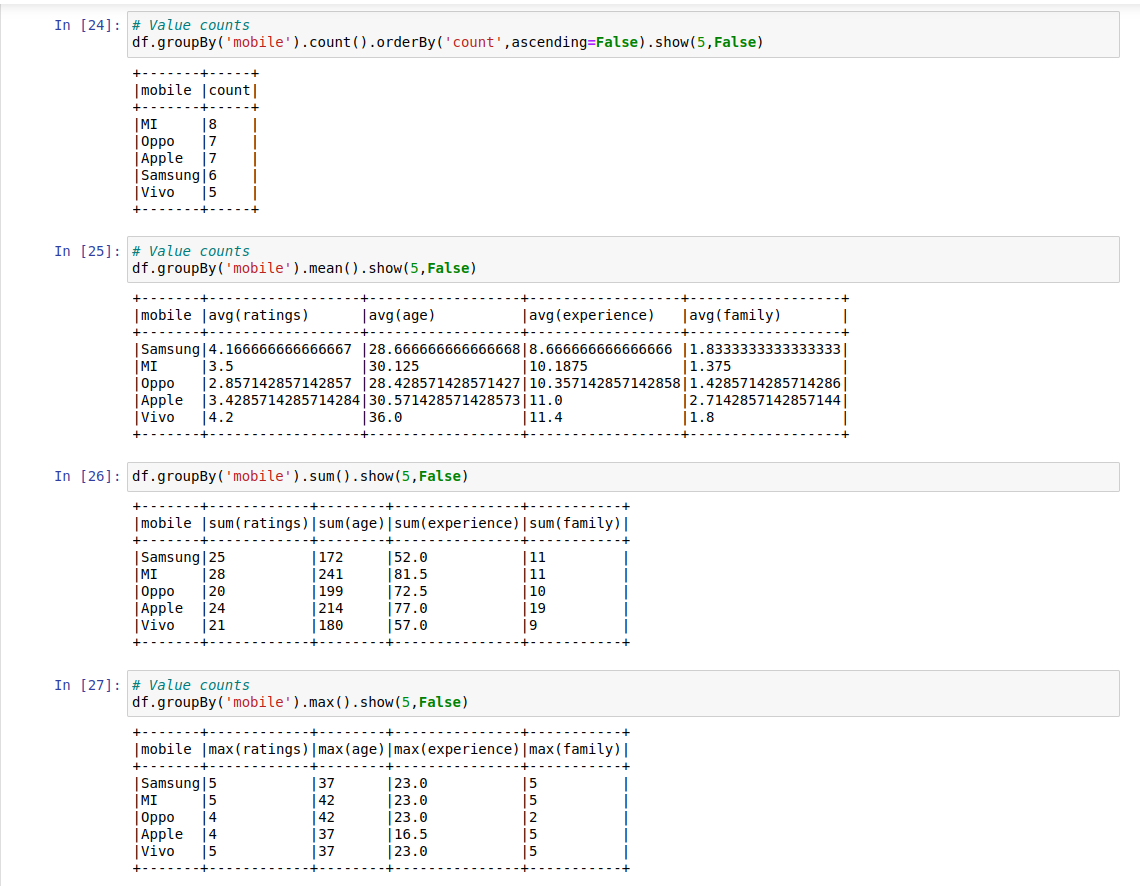 In [24]: # Value counts
df.groupBy('mobile').count().orderBy('count',ascending=False).show(5,False)
+-------+-----+
|mobile |count|
+-------+-----+
|MI     |8    |
|Oppo   |7    |
|Apple  |7    |
|Samsung|6    |
|Vivo   |5    |
+-------+-----+
In [25]: # Value counts
df.groupBy('mobile').mean().show(5,False)
+-------+------------------+------------------+------------------+------------------+
|mobile |avg(ratings)      |avg(age)          |avg(experience)   |avg(family)       |
+-------+------------------+------------------+------------------+------------------+
|Samsung|4.166666666666667 |28.666666666666668|8.666666666666666 |1.8333333333333333|
|MI     |3.5               |30.125            |10.1875           |1.375             |
|Oppo   |2.857142857142857 |28.428571428571427|10.357142857142858|1.4285714285714286|
|Apple  |3.4285714285714284|30.571428571428573|11.0              |2.7142857142857144|
|Vivo   |4.2               |36.0              |11.4              |1.8               |
+-------+------------------+------------------+------------------+------------------+
In [26]: df.groupBy('mobile').sum().show(5,False)
+-------+------------+--------+---------------+-----------+
|mobile |sum(ratings)|sum(age)|sum(experience)|sum(family)|
+-------+------------+--------+---------------+-----------+
|Samsung|25          |172     |52.0           |11         |
|MI     |28          |241     |81.5           |11         |
|Oppo   |20          |199     |72.5           |10         |
|Apple  |24          |214     |77.0           |19         |
|Vivo   |21          |180     |57.0           |9          |
+-------+------------+--------+---------------+-----------+
In [27]: # Value counts
df.groupBy('mobile').max().show(5,False)
+-------+------------+--------+---------------+-----------+
|mobile |max(ratings)|max(age)|max(experience)|max(family)|
+-------+------------+--------+---------------+-----------+
|Samsung|5           |37      |23.0           |5          |
|MI     |5           |42      |23.0           |5          |
|Oppo   |4           |42      |23.0           |2          |
|Apple  |4           |37      |16.5           |5          |
|Vivo   |5           |37      |23.0           |5          |
+-------+------------+--------+---------------+-----------+